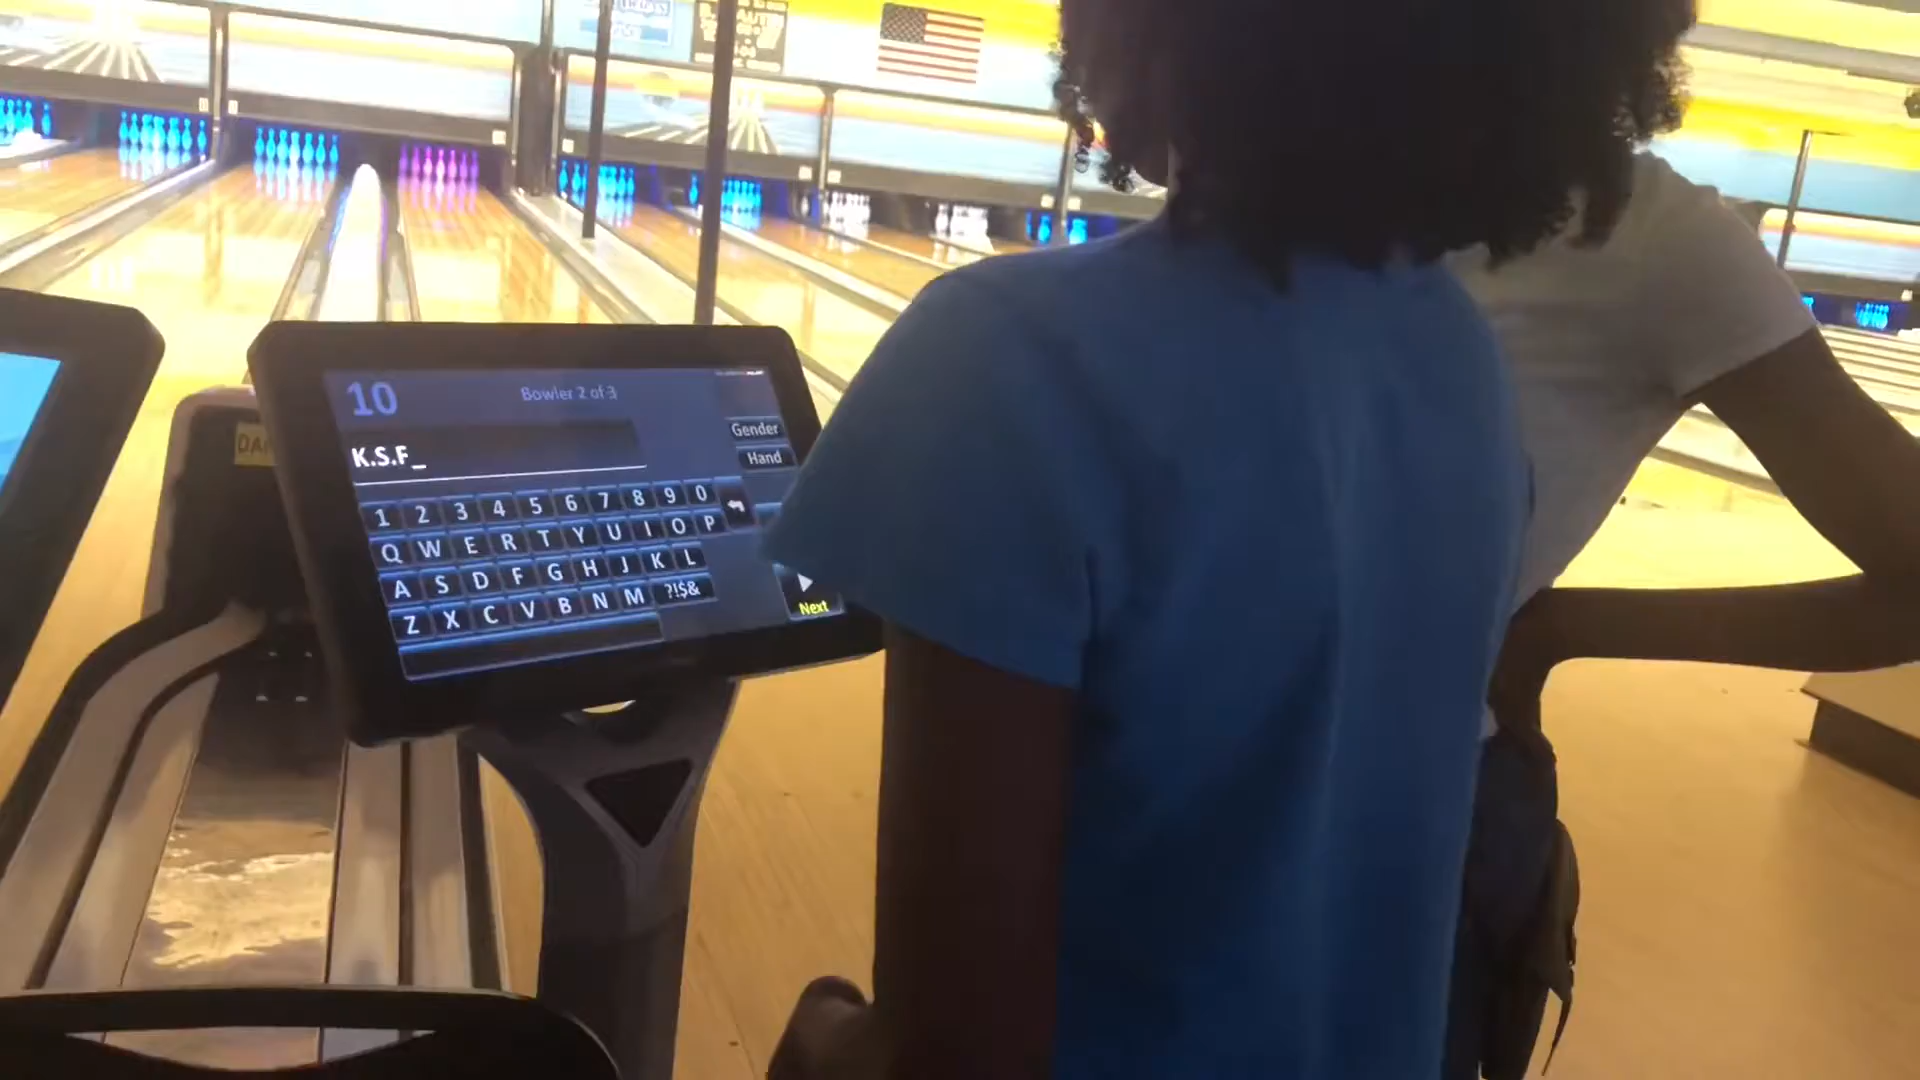 10
Bowler 2 of 3
Gender
K.S.F_
Hand
1 2 3 4 5 6 7 8 9 0
Q W E R T Y U I O P
A S D F G H J K L
Z X C V B N M ?!$&
Next